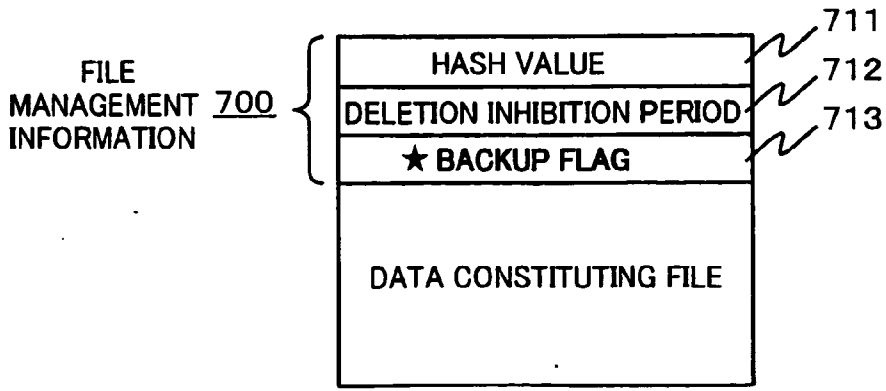 FILE
MANAGEMENT 700
INFORMATION
HASH VALUE 711
DELETION INHIBITION PERIOD 712
★ BACKUP FLAG 713
DATA CONSTITUTING FILE